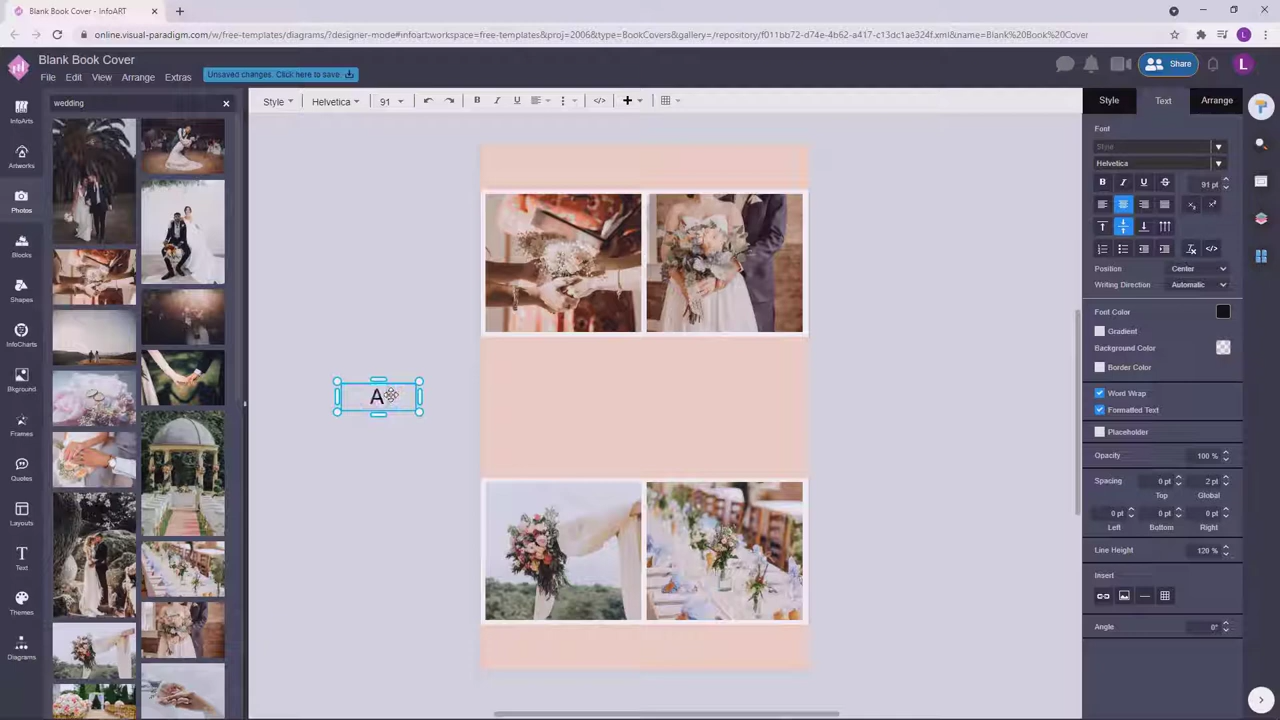 Blank Book Cover - InfoART
online.visual-paradigm.com/w/free-templates/diagrams/?designer-mode#infoart:workspace=free-templates&proj=2006&type=BookCovers&gallery=/repository/f011bb72-d74e-4b62-a417-c13dc1ae324f.xml&name=Blank%20Book%20Cover
L
Blank Book Cover
File Edit View Arrange Extras
Unsaved changes. Click here to save.
Share
L
wedding
Style
Helvetica
91
B I U
Style Text Arrange
InfoArts
Artworks
Photos
Blocks
Shapes
InfoCharts
Bkground
Frames
Quotes
Layouts
Text
Themes
Diagrams
A
Font
Style
Helvetica
B I U S 91 pt
Position Center
Writing Direction Automatic
Font Color
Gradient
Background Color
Border Color
Word Wrap
Formatted Text
Placeholder
Opacity 100 %
Spacing 0 pt 2 pt
Top Global
0 pt 0 pt 0 pt
Left Bottom Right
Line Height 120 %
Insert
Angle 0°